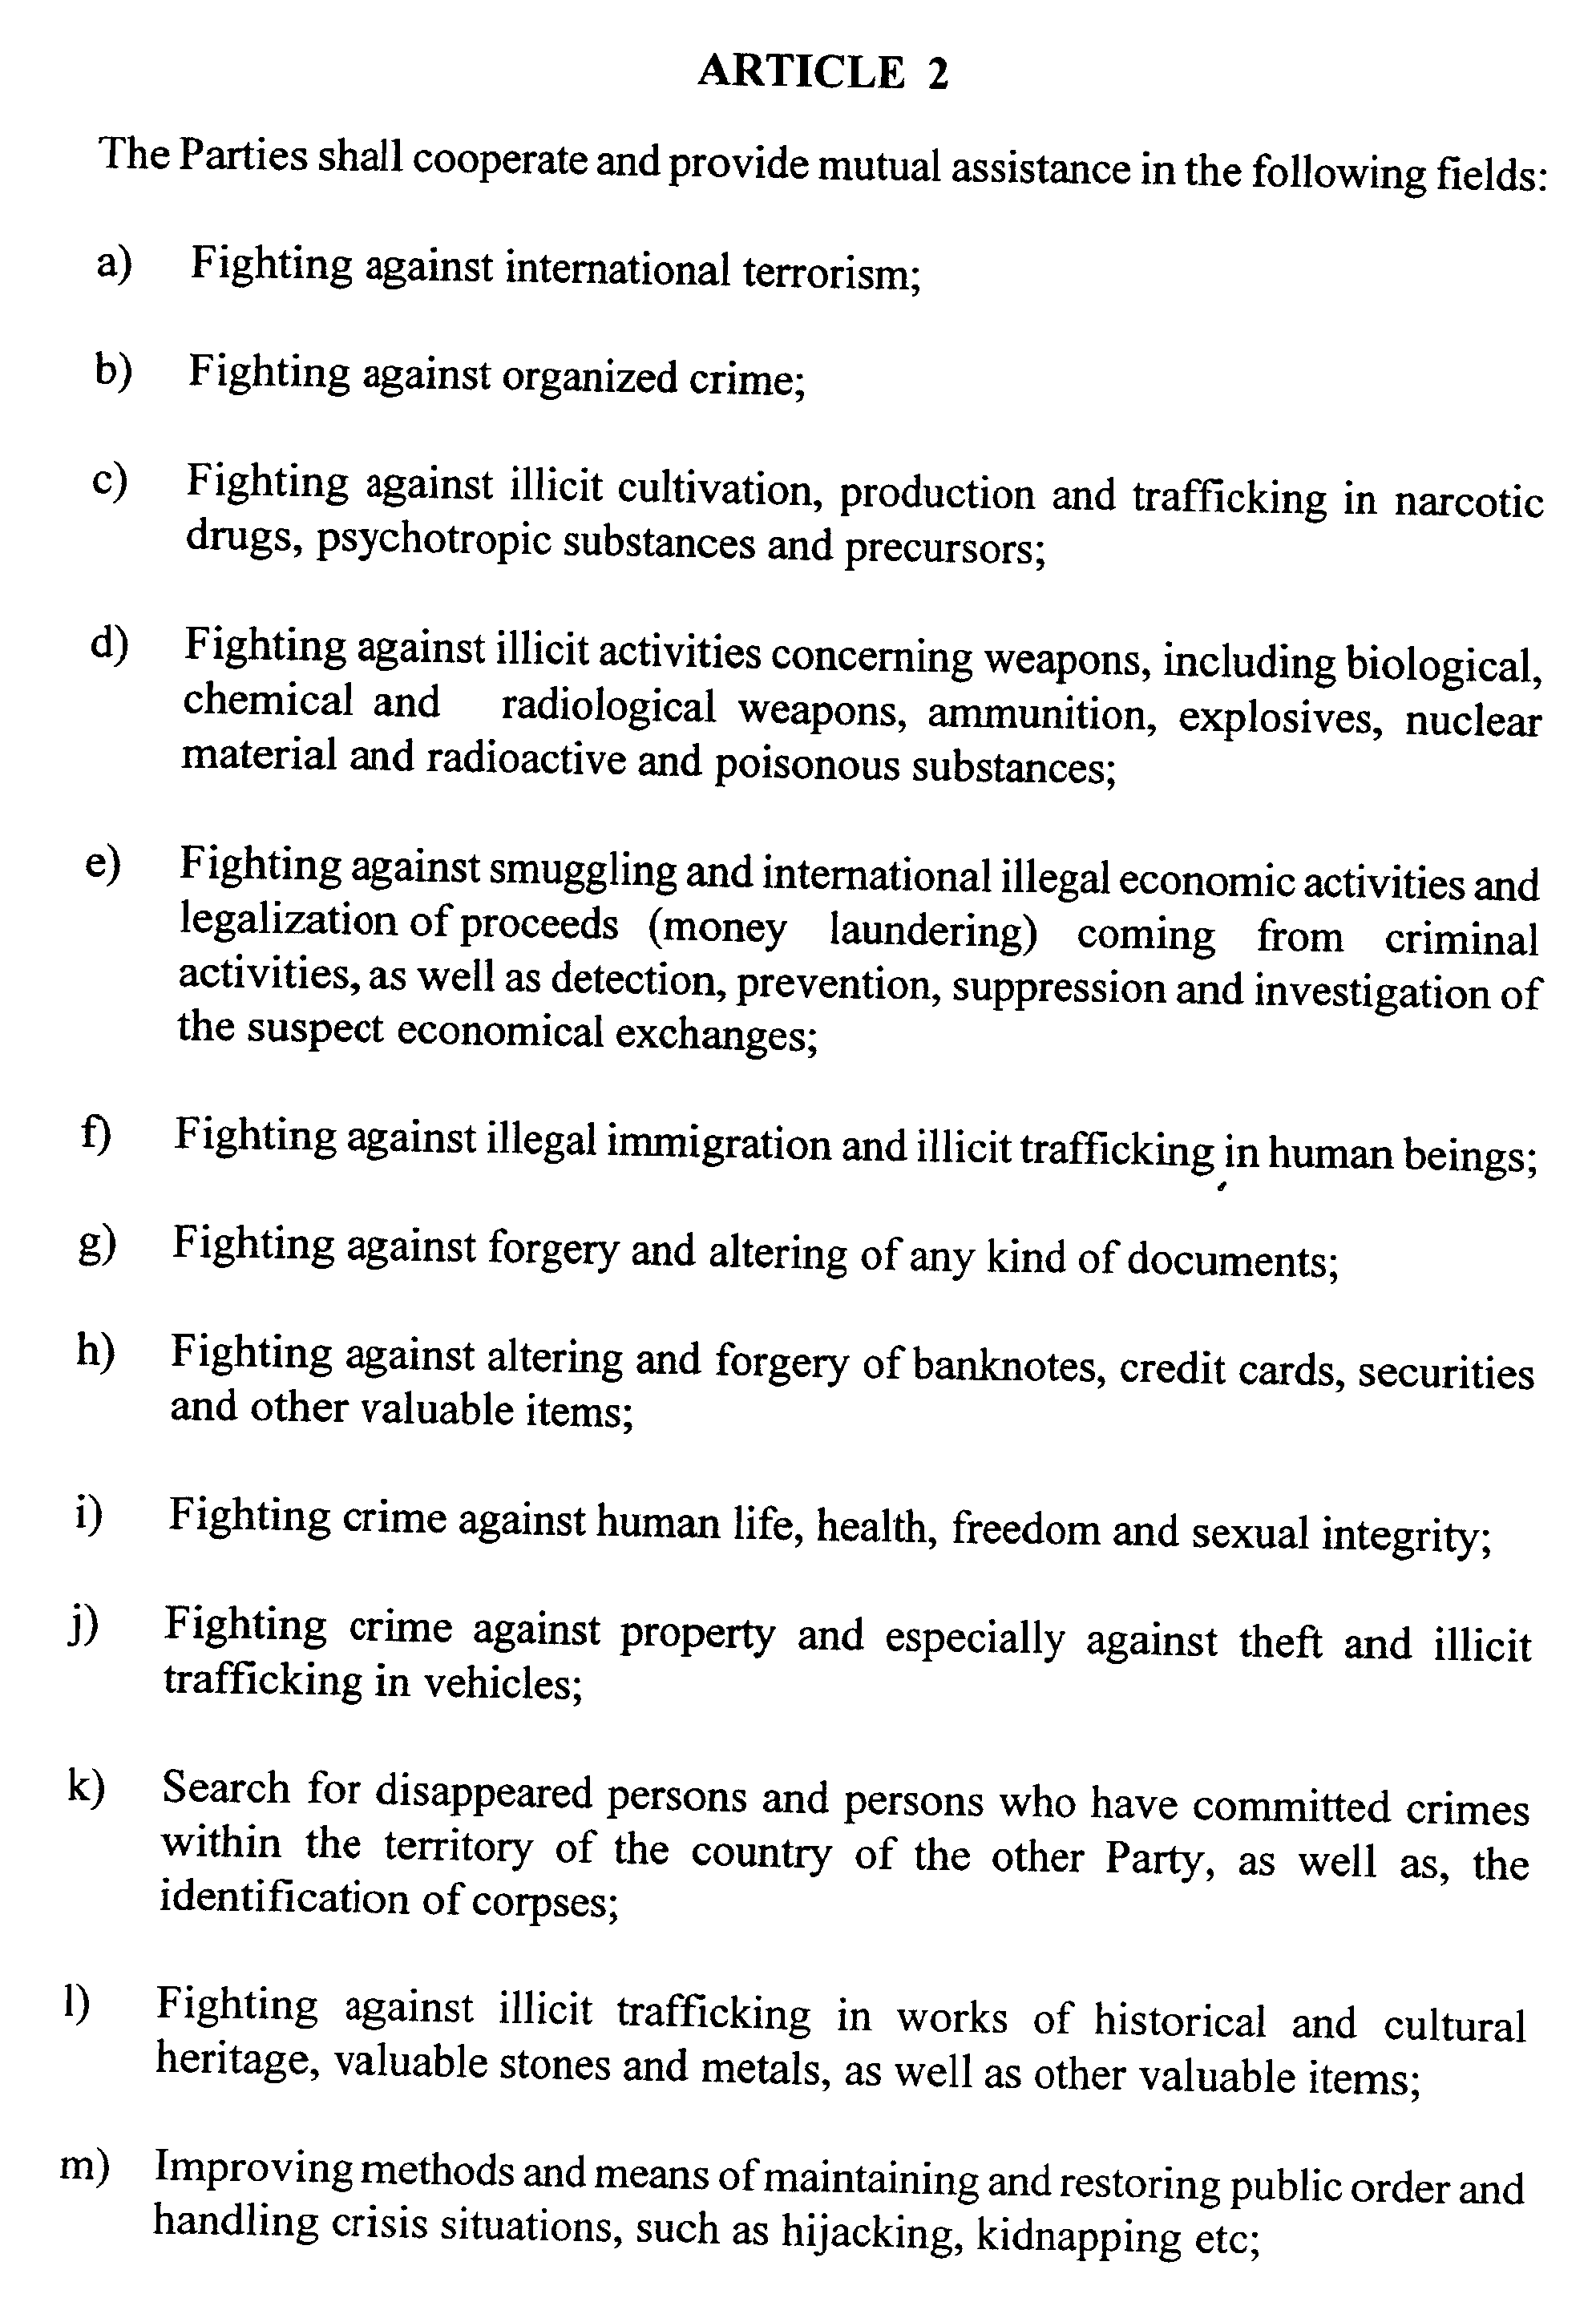 ARTICLE 2
The Parties shall cooperate and provide mutual assistance in the following fields:
a) Fighting against international terrorism;
b) Fighting against organized crime;
c) Fighting against illicit cultivation, production and trafficking in narcotic
drugs, psychotropic substances and precursors;
d) Fighting against illicit activities concerning weapons, including biological,
chemical and radiological weapons, ammunition, explosives, nuclear
material and radioactive and poisonous substances;
e) Fighting against smuggling and international illegal economic activities and
legalization of proceeds (money laundering) coming from criminal
activities, as well as detection, prevention, suppression and investigation of
the suspect economical exchanges;
f) Fighting against illegal immigration and illicit trafficking in human beings;
g) Fighting against forgery and altering of any kind of documents;
h) Fighting against altering and forgery of banknotes, credit cards, securities
and other valuable items;
i) Fighting crime against human life, health, freedom and sexual integrity;
j) Fighting crime against property and especially against theft and illicit
trafficking in vehicles;
k) Search for disappeared persons and persons who have committed crimes
within the territory of the country of the other Party, as well as, the
identification of corpses;
l) Fighting against illicit trafficking in works of historical and cultural
heritage, valuable stones and metals, as well as other valuable items;
m) Improving methods and means of maintaining and restoring public order and
handling crisis situations, such as hijacking, kidnapping etc;